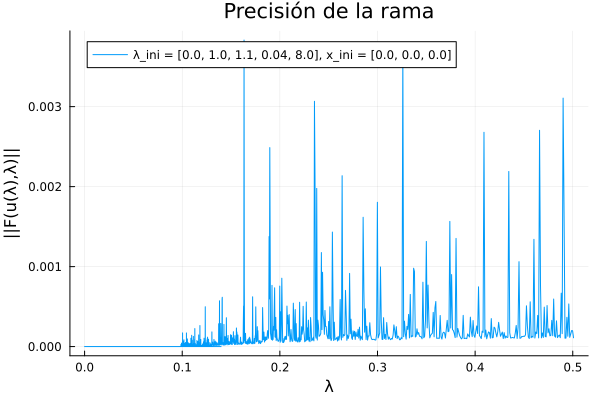 Precisión de la rama
λ_ini = [0.0, 1.0, 1.1, 0.04, 8.0], x_ini = [0.0, 0.0, 0.0]
||F(u(λ),λ)||
0.003
0.002
0.001
0.000
0.0 0.1 0.2 0.3 0.4 0.5
λ